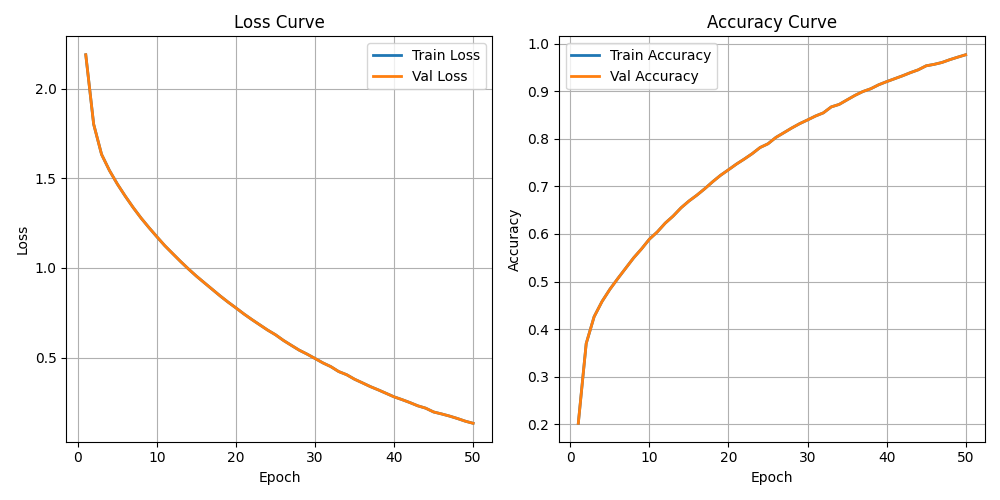 Loss Curve
Train Loss
Val Loss
2.0
1.5
1.0
0.5
Loss
0 10 20 30 40 50
Epoch
Accuracy Curve
Train Accuracy
Val Accuracy
1.0
0.9
0.8
0.7
0.6
0.5
0.4
0.3
0.2
Accuracy
0 10 20 30 40 50
Epoch